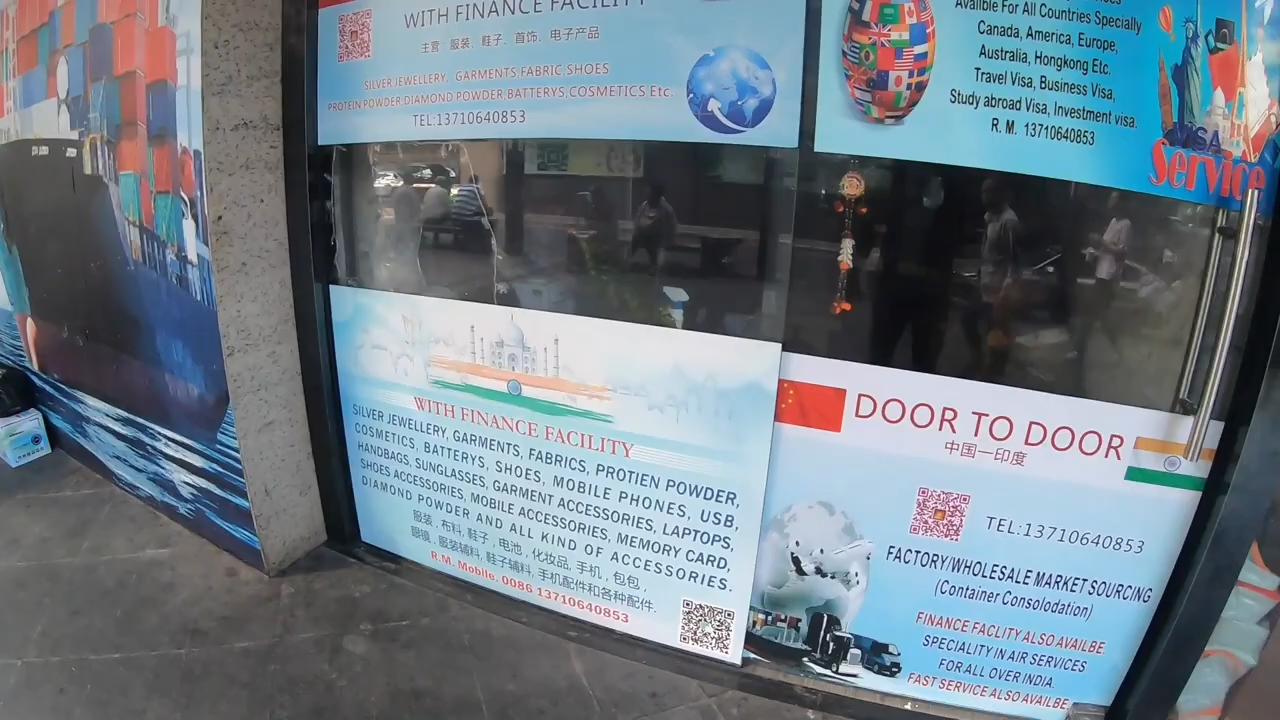 WITH FINANCE FACILITY
主营 服装、鞋子、首饰、电子产品
SILVER JEWELLERY, GARMENTS,FABRIC,SHOES
PROTEIN POWDER,DIAMOND POWDER,BATTERYS,COSMETICS Etc.
TEL:13710640853
Availble For All Countries Specially
Canada, America, Europe,
Australia, Hongkong Etc.
Travel Visa, Business Visa,
Study abroad Visa, Investment visa.
R. M. 13710640853
VISA
Service
WITH FINANCE FACILITY
SILVER JEWELLERY, GARMENTS, FABRICS, PROTIEN POWDER,
COSMETICS, BATTERYS, SHOES, MOBILE PHONES, USB,
HANDBAGS, SUNGLASSES, GARMENT ACCESSORIES, LAPTOPS,
SHOES ACCESSORIES, MOBILE ACCESSORIES, MEMORY CARD,
DIAMOND POWDER AND ALL KIND OF ACCESSORIES.
服装 , 布料 , 鞋子 , 电池 , 化妆品, 手机 , 包包 ,
眼镜 , 服装辅料, 鞋子辅料, 手机配件和各种配件.
R.M. Mobile. 0086 13710640853
DOOR TO DOOR
中国一印度
TEL:13710640853
FACTORY/WHOLESALE MARKET SOURCING
(Container Consolodation)
FINANCE FACLITY ALSO AVAILBE
SPECIALITY IN AIR SERVICES
FOR ALL OVER INDIA.
FAST SERVICE ALSO AVAILBE